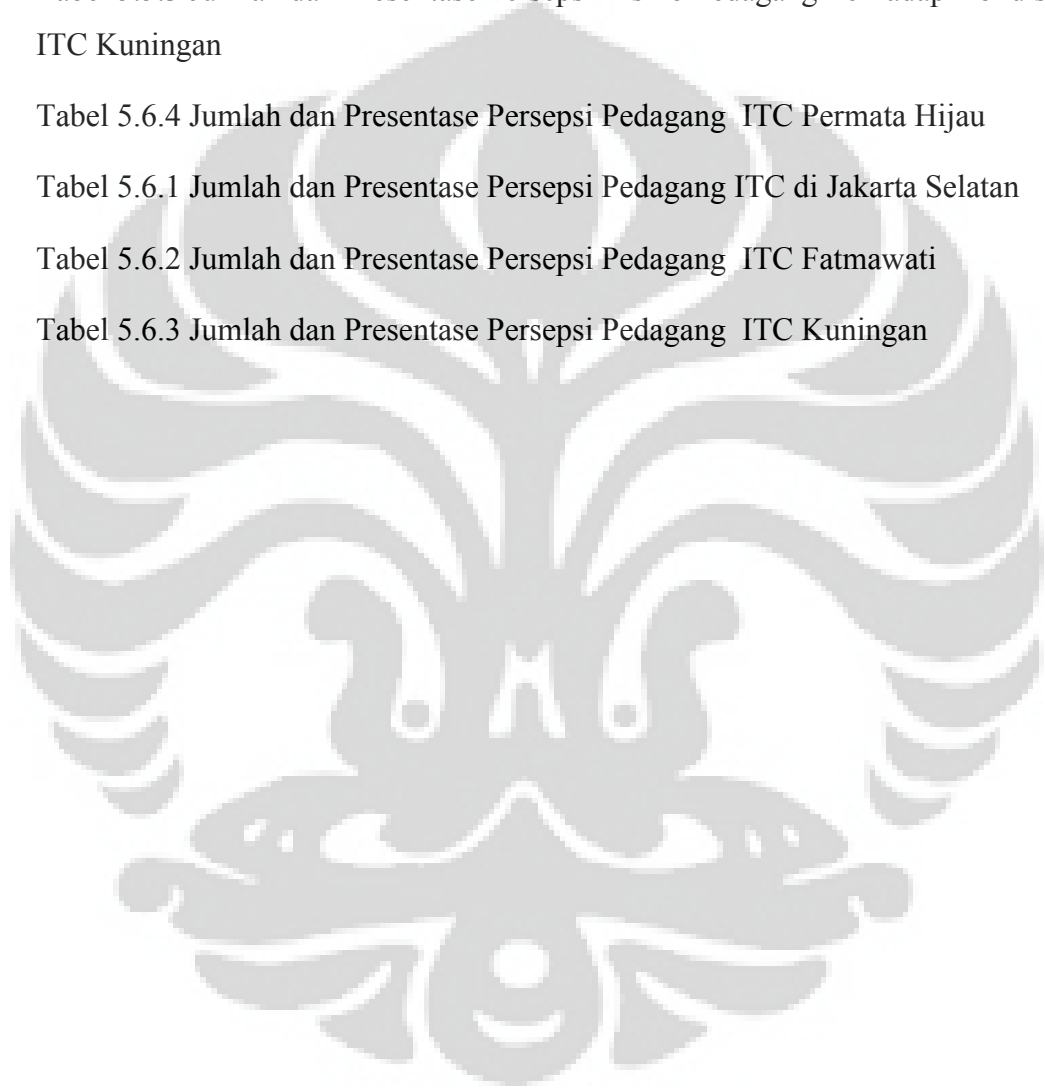 ITC Kuningan
Tabel 5.6.4 Jumlah dan Presentase Persepsi Pedagang ITC Permata Hijau
Tabel 5.6.1 Jumlah dan Presentase Persepsi Pedagang ITC di Jakarta Selatan
Tabel 5.6.2 Jumlah dan Presentase Persepsi Pedagang ITC Fatmawati
Tabel 5.6.3 Jumlah dan Presentase Persepsi Pedagang ITC Kuningan